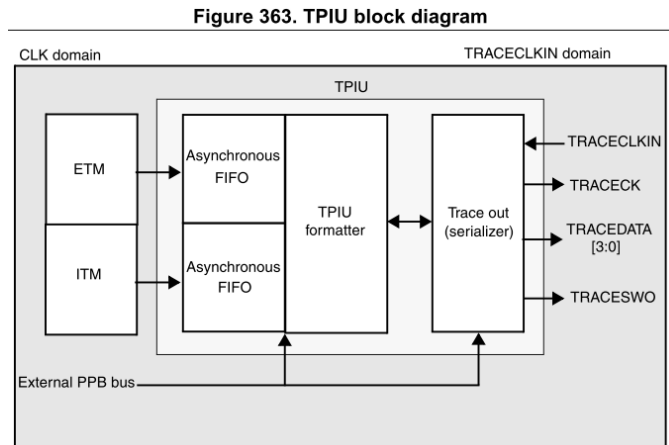 Figure 363. TPIU block diagram
CLK domain
TRACECLKIN domain
TPIU
ETM
Asynchronous
FIFO
ITM
Asynchronous
FIFO
TPIU
formatter
Trace out
(serializer)
TRACECLKIN
TRACECK
TRACEDATA
[3:0]
TRACESWO
External PPB bus